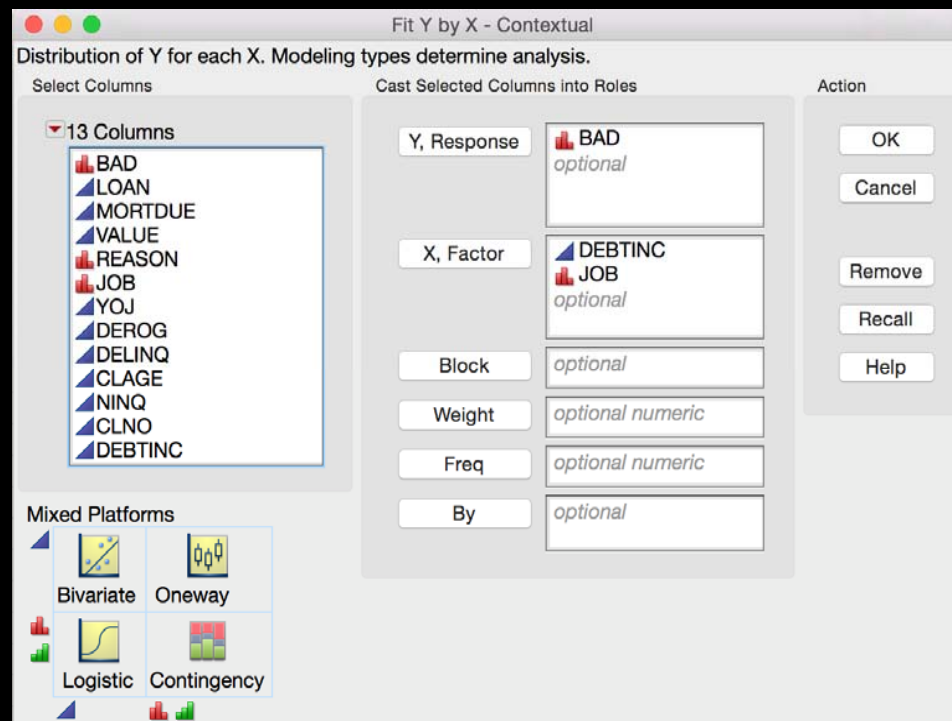 Fit Y by X - Contextual
Distribution of Y for each X. Modeling types determine analysis.
Select Columns
13 Columns
BAD
LOAN
MORTDUE
VALUE
REASON
JOB
YOJ
DEROG
DELINQ
CLAGE
NINQ
CLNO
DEBTINC
Cast Selected Columns into Roles
Y, Response
BAD
optional
X, Factor
DEBTINC
JOB
optional
Block
optional
Weight
optional numeric
Freq
optional numeric
By
optional
Action
OK
Cancel
Remove
Recall
Help
Mixed Platforms
Bivariate
Oneway
Logistic
Contingency